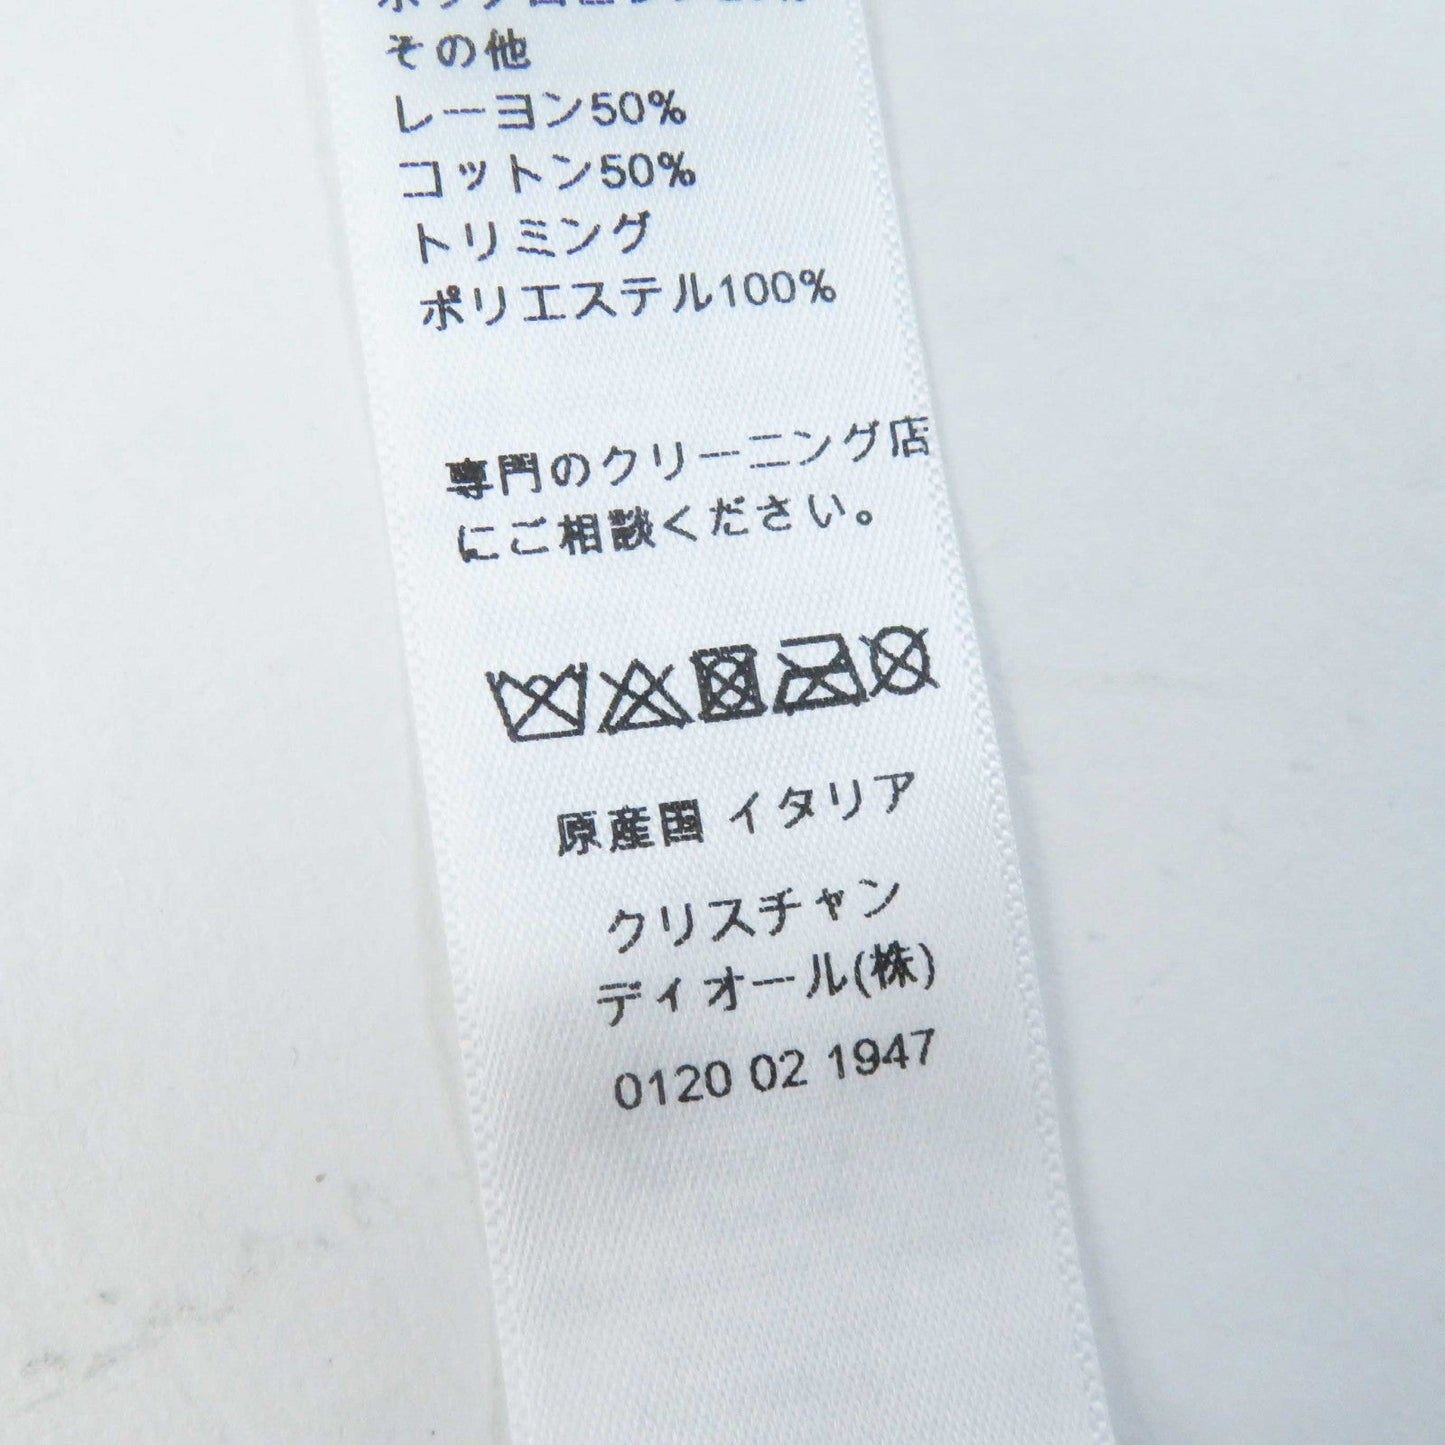 その他
レーヨン50%
コットン50%
トリミング
ポリエステル100%
専門のクリーニング店
にご相談ください。
原産国 イタリア
クリスチャン
ディオール(株)
0120 02 1947